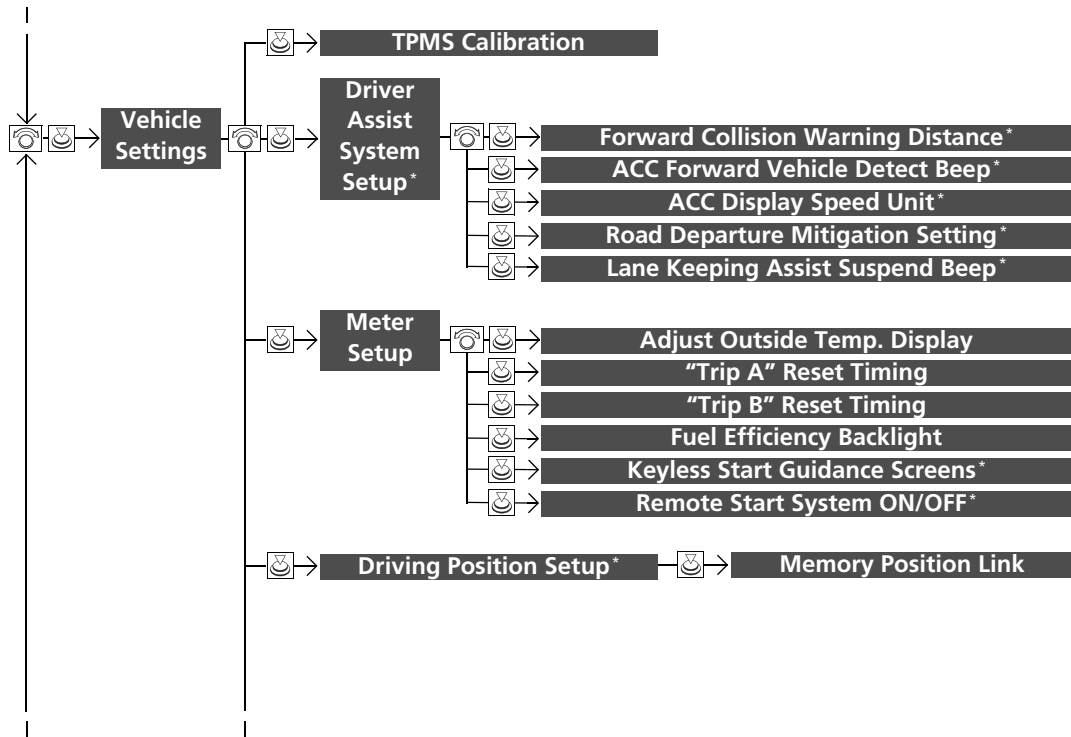 TPMS Calibration
Vehicle
Settings
Driver
Assist
System
Setup*
Forward Collision Warning Distance*
ACC Forward Vehicle Detect Beep*
ACC Display Speed Unit*
Road Departure Mitigation Setting*
Lane Keeping Assist Suspend Beep*
Meter
Setup
Adjust Outside Temp. Display
“Trip A” Reset Timing
“Trip B” Reset Timing
Fuel Efficiency Backlight
Keyless Start Guidance Screens*
Remote Start System ON/OFF*
Driving Position Setup*
Memory Position Link